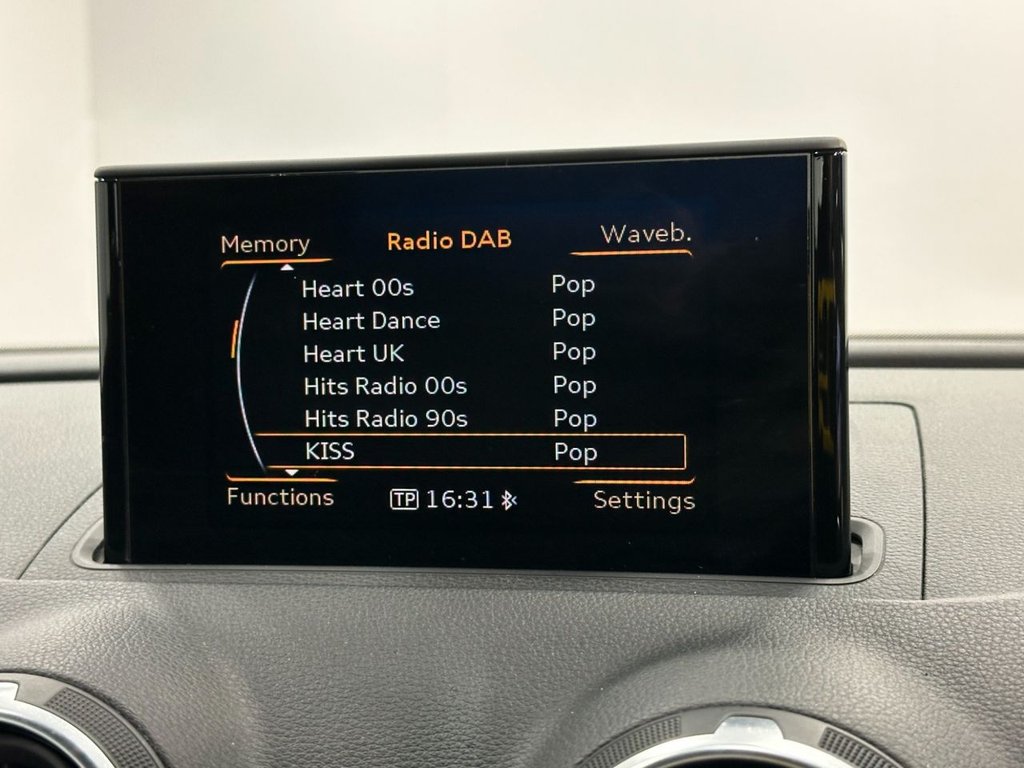 Memory Radio DAB Waveb.
Heart 00s Pop
Heart Dance Pop
Heart UK Pop
Hits Radio 00s Pop
Hits Radio 90s Pop
KISS Pop
Functions TP 16:31 Settings